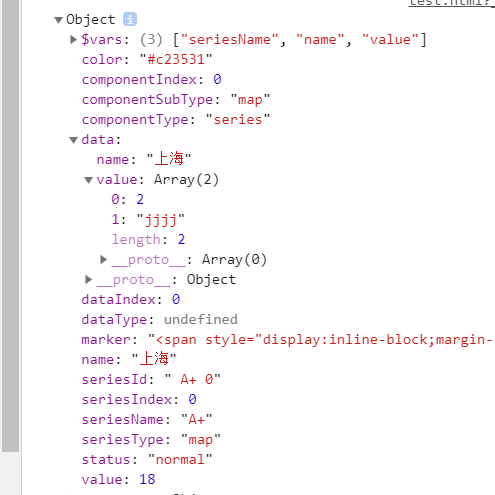 test.html?
Object i
$vars: (3) ["seriesName", "name", "value"]
color: "#c23531"
componentIndex: 0
componentSubType: "map"
componentType: "series"
data:
name: "上海"
value: Array(2)
0: 2
1: "jjjj"
length: 2
__proto__: Array(0)
__proto__: Object
dataIndex: 0
dataType: undefined
marker: "<span style="display:inline-block;margin-
name: "上海"
seriesId: " A+ 0"
seriesIndex: 0
seriesName: "A+"
seriesType: "map"
status: "normal"
value: 18